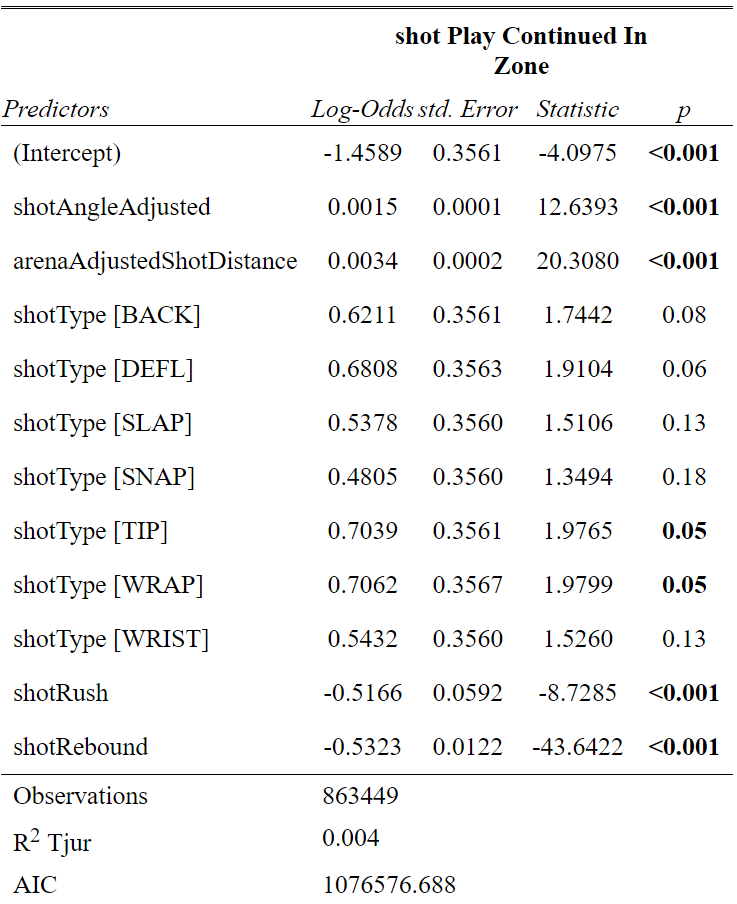 shot Play Continued In
Zone
Predictors Log-Odds std. Error Statistic p
(Intercept) -1.4589 0.3561 -4.0975 <0.001
shotAngleAdjusted 0.0015 0.0001 12.6393 <0.001
arenaAdjustedShotDistance 0.0034 0.0002 20.3080 <0.001
shotType [BACK] 0.6211 0.3561 1.7442 0.08
shotType [DEFL] 0.6808 0.3563 1.9104 0.06
shotType [SLAP] 0.5378 0.3560 1.5106 0.13
shotType [SNAP] 0.4805 0.3560 1.3494 0.18
shotType [TIP] 0.7039 0.3561 1.9765 0.05
shotType [WRAP] 0.7062 0.3567 1.9799 0.05
shotType [WRIST] 0.5432 0.3560 1.5260 0.13
shotRush -0.5166 0.0592 -8.7285 <0.001
shotRebound -0.5323 0.0122 -43.6422 <0.001
Observations 863449
R² Tjur 0.004
AIC 1076576.688